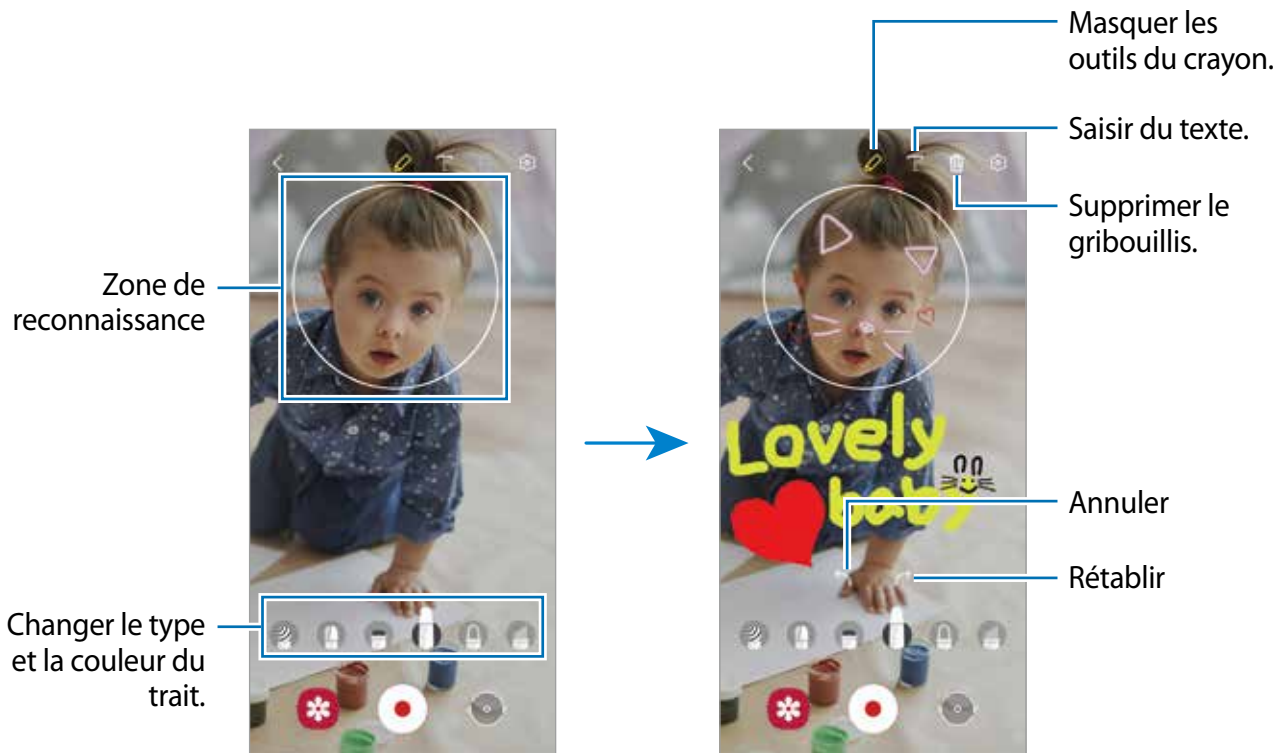 Masquer les
outils du crayon.
Saisir du texte.
Supprimer le
gribouillis.
Zone de
reconnaissance
Lovely
baby
Annuler
Rétablir
Changer le type
et la couleur du
trait.